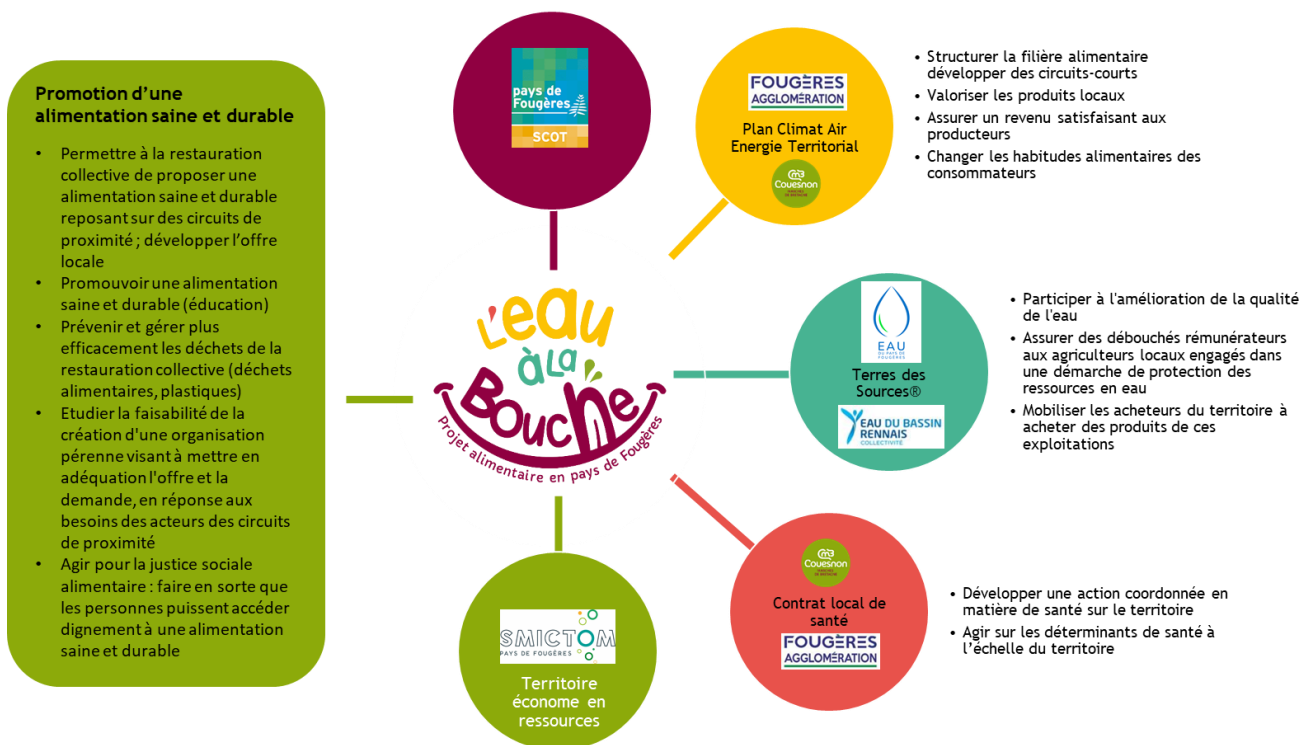 Promotion d'une
alimentation saine et durable
• Permettre à la restauration
collective de proposer une
alimentation saine et durable
reposant sur des circuits de
proximité ; développer l'offre
locale
• Promouvoir une alimentation
saine et durable (éducation)
• Prévenir et gérer plus
efficacement les déchets de la
restauration collective (déchets
alimentaires, plastiques)
• Etudier la faisabilité de la
création d'une organisation
pérenne visant à mettre en
adéquation l'offre et la
demande, en réponse aux
besoins des acteurs des circuits
de proximité
• Agir pour la justice sociale
alimentaire : faire en sorte que
les personnes puissent accéder
dignement à une alimentation
saine et durable
pays de
Fougères
SCOT
FOUGÈRES
AGGLOMÉRATION
Plan Climat Air
Energie Territorial
Couesnon
• Structurer la filière alimentaire
développer des circuits-courts
• Valoriser les produits locaux
• Assurer un revenu satisfaisant aux
producteurs
• Changer les habitudes alimentaires des
consommateurs
L'eau
à la
Bouche
Projet alimentaire en pays de Fougères
EAU
DU PAYS DE
FOUGÈRES
Terres des
Sources®
EAU DU BASSIN
RENNAIS
COLLECTIVITÉ
• Participer à l'amélioration de la qualité
de l'eau
• Assurer des débouchés rémunérateurs
aux agriculteurs locaux engagés dans
une démarche de protection des
ressources en eau
• Mobiliser les acheteurs du territoire à
acheter des produits de ces
exploitations
Couesnon
Contrat local de
santé
FOUGÈRES
AGGLOMÉRATION
• Développer une action coordonnée en
matière de santé sur le territoire
• Agir sur les déterminants de santé à
l'échelle du territoire
SMICTOM
PAYS DE FOUGÈRES
Territoire
économe en
ressources